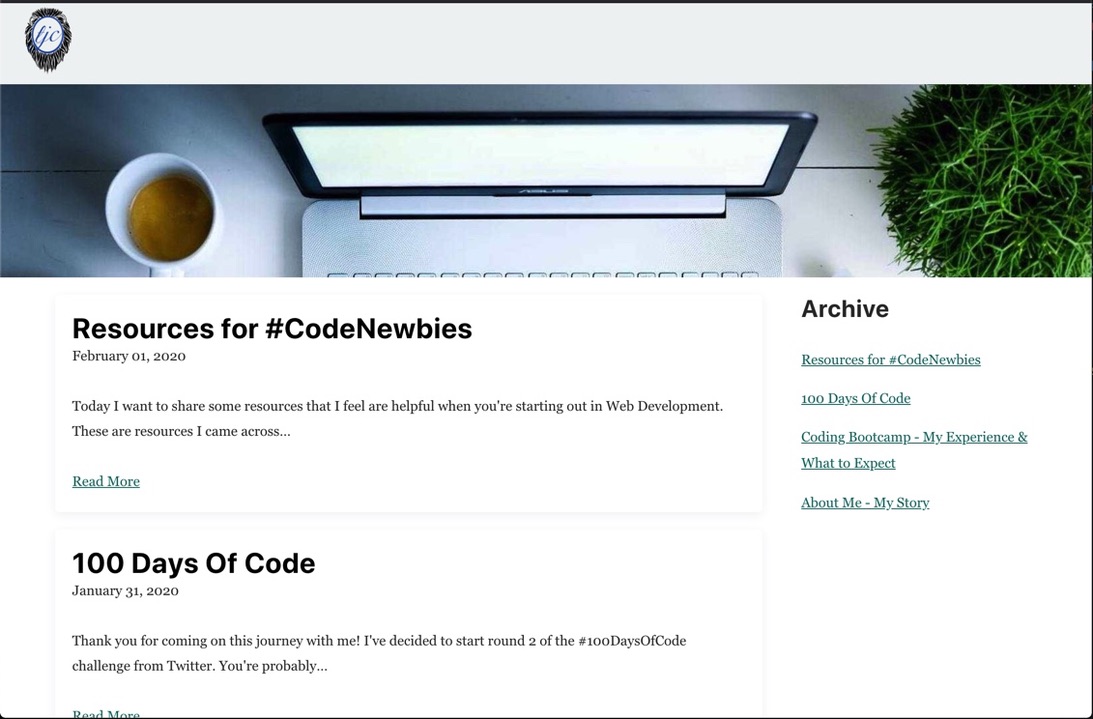 tjc
ASUS
Resources for #CodeNewbies
February 01, 2020
Today I want to share some resources that I feel are helpful when you're starting out in Web Development.
These are resources I came across...
Read More
100 Days Of Code
January 31, 2020
Thank you for coming on this journey with me! I've decided to start round 2 of the #100DaysOfCode
challenge from Twitter. You're probably...
Read More
Archive
Resources for #CodeNewbies
100 Days Of Code
Coding Bootcamp - My Experience &
What to Expect
About Me - My Story